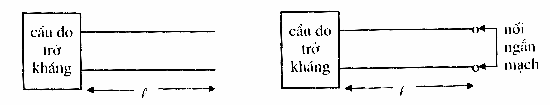 cầu đo
trở
kháng
ℓ
cầu đo
trở
kháng
ℓ
nối
ngắn
mạch